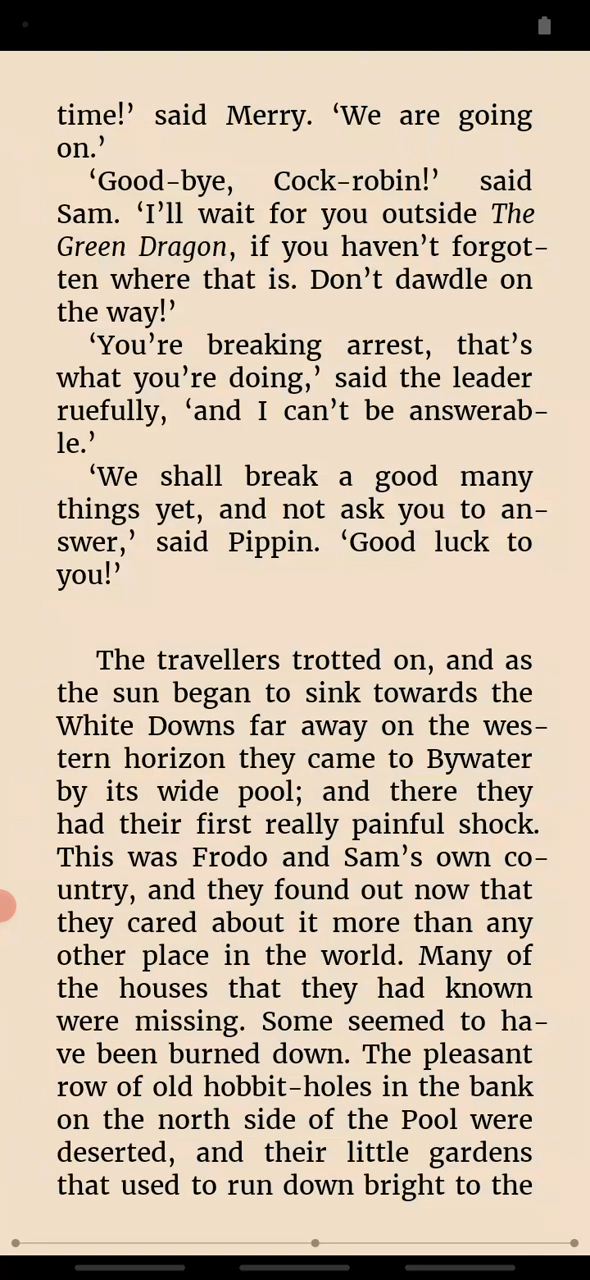 time!’ said Merry. ‘We are going
on.’
‘Good-bye, Cock-robin!’ said
Sam. ‘I’ll wait for you outside The
Green Dragon, if you haven’t forgot-
ten where that is. Don’t dawdle on
the way!’
‘You’re breaking arrest, that’s
what you’re doing,’ said the leader
ruefully, ‘and I can’t be answerab-
le.’
‘We shall break a good many
things yet, and not ask you to an-
swer,’ said Pippin. ‘Good luck to
you!’
The travellers trotted on, and as
the sun began to sink towards the
White Downs far away on the wes-
tern horizon they came to Bywater
by its wide pool; and there they
had their first really painful shock.
This was Frodo and Sam’s own co-
untry, and they found out now that
they cared about it more than any
other place in the world. Many of
the houses that they had known
were missing. Some seemed to ha-
ve been burned down. The pleasant
row of old hobbit-holes in the bank
on the north side of the Pool were
deserted, and their little gardens
that used to run down bright to the